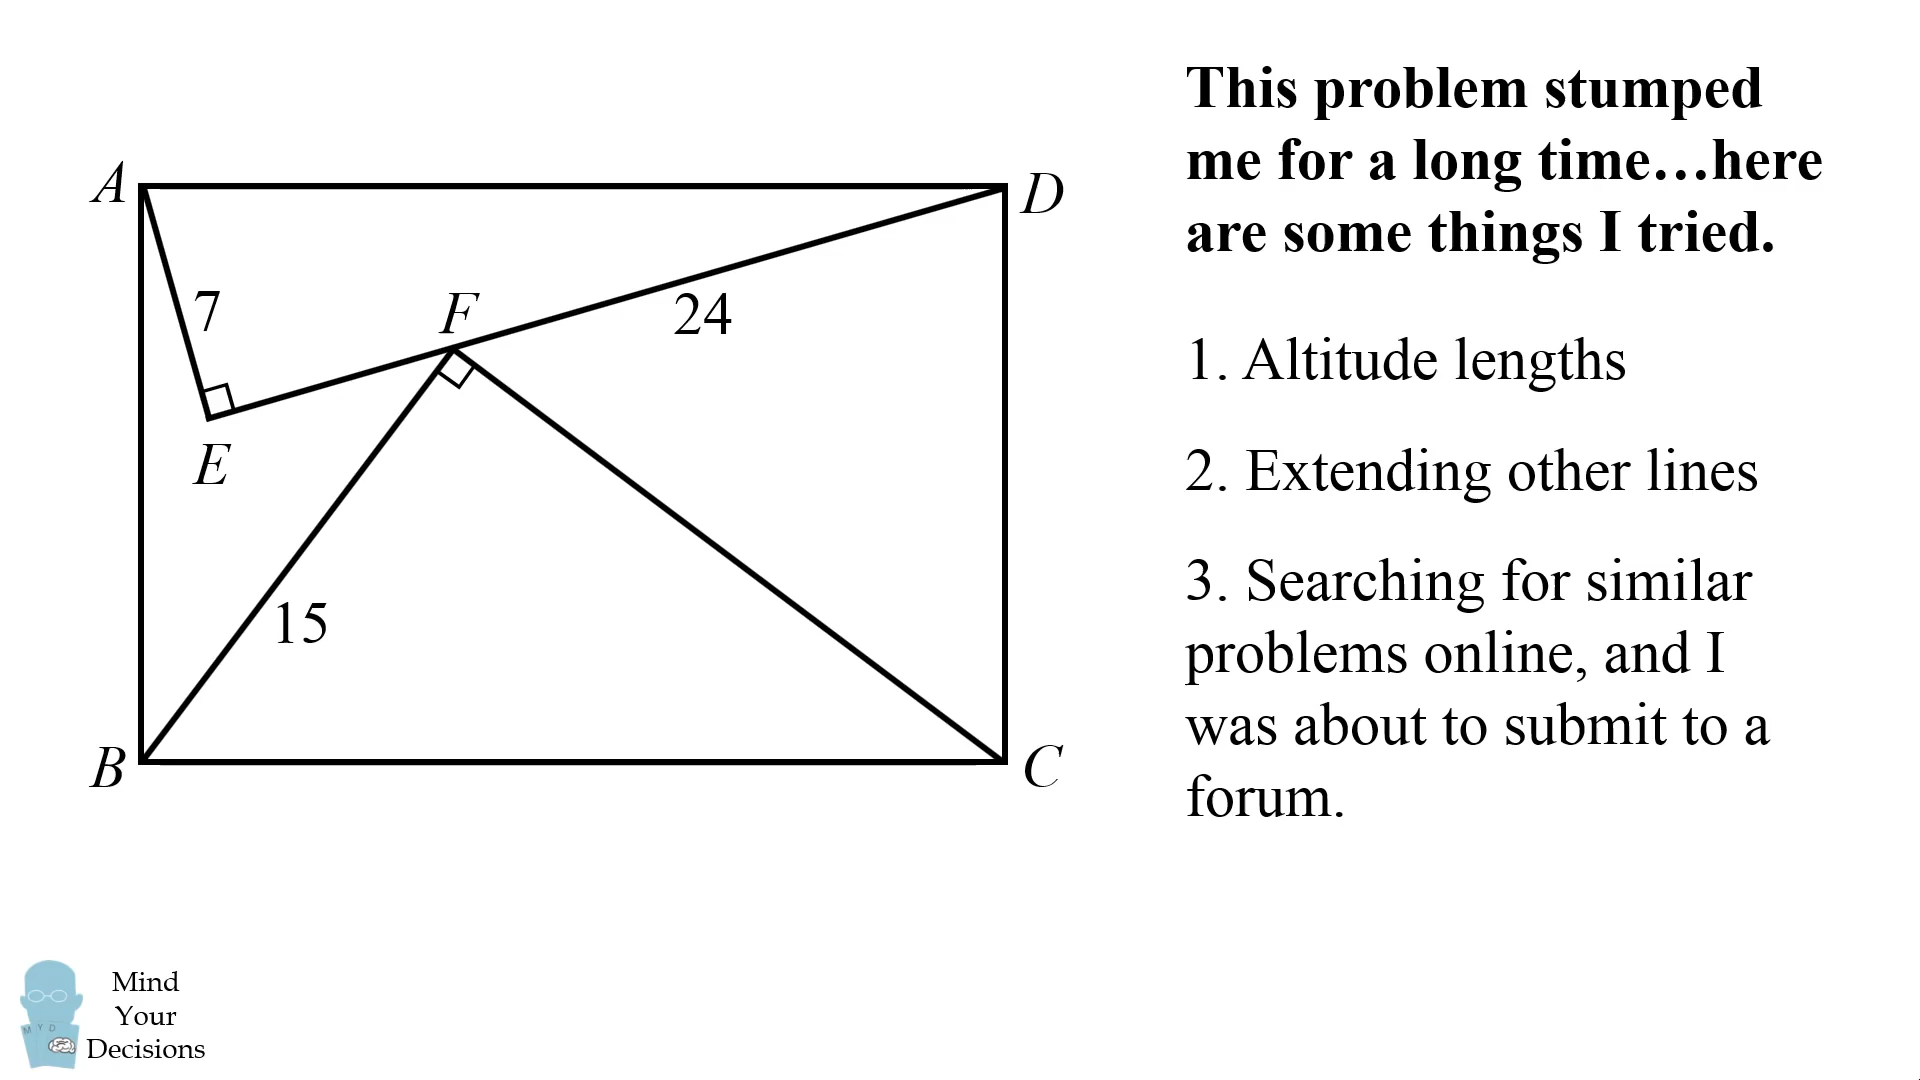 This problem stumped
me for a long time…here
are some things I tried.
A
D
7
F
24
E
15
B
C
1. Altitude lengths
2. Extending other lines
3. Searching for similar
problems online, and I
was about to submit to a
forum.
M Y D
Mind
Your
Decisions